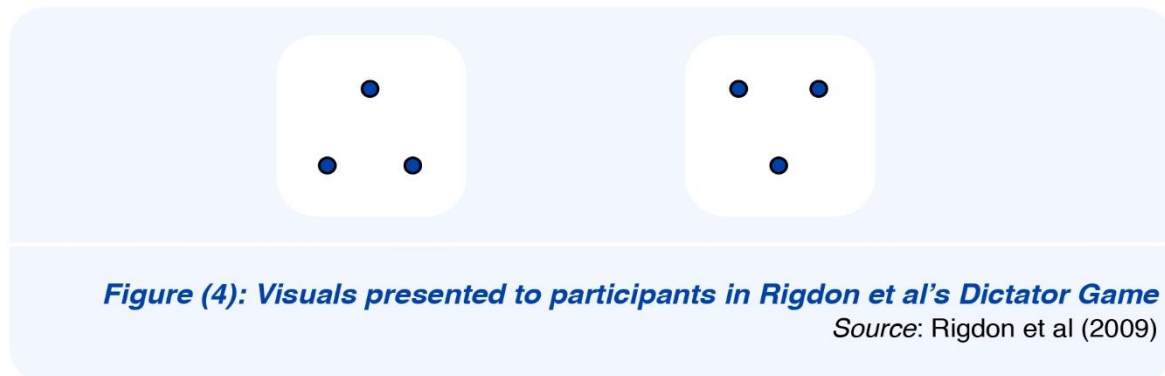 Figure (4): Visuals presented to participants in Rigdon et al’s Dictator Game
Source: Rigdon et al (2009)